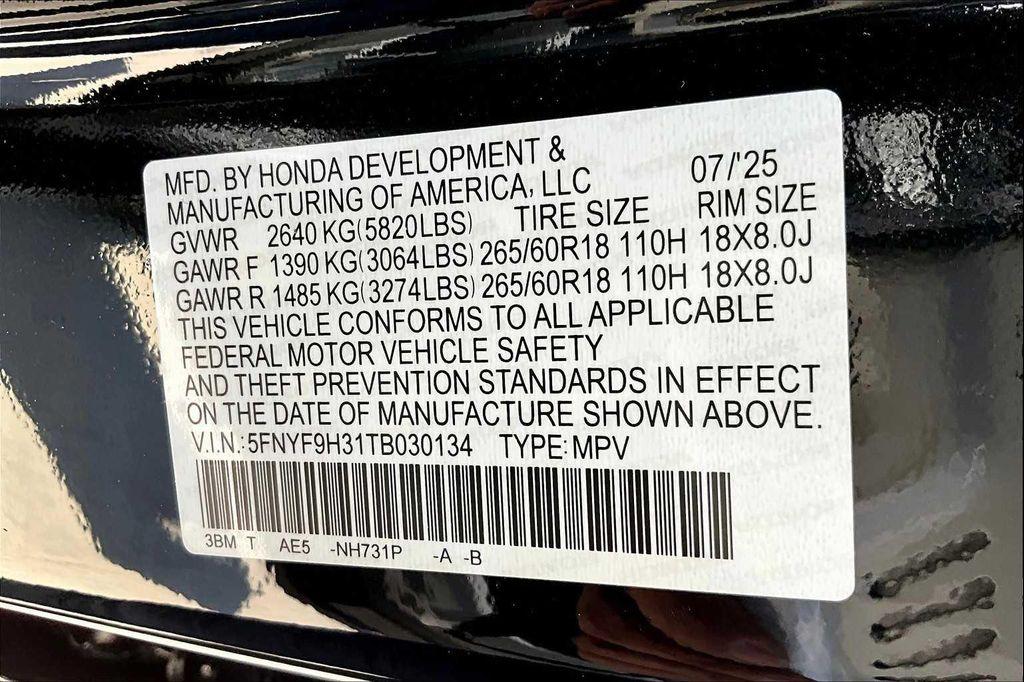 MFD. BY HONDA DEVELOPMENT &
MANUFACTURING OF AMERICA, LLC 07/'25
GVWR 2640 KG(5820LBS) TIRE SIZE RIM SIZE
GAWR F 1390 KG(3064LBS) 265/60R18 110H 18X8.0J
GAWR R 1485 KG(3274LBS) 265/60R18 110H 18X8.0J
THIS VEHICLE CONFORMS TO ALL APPLICABLE
FEDERAL MOTOR VEHICLE SAFETY
AND THEFT PREVENTION STANDARDS IN EFFECT
ON THE DATE OF MANUFACTURE SHOWN ABOVE.
V.I.N.:5FNYF9H31TB030134 TYPE:MPV
3BM T AE5 -NH731P -A -B